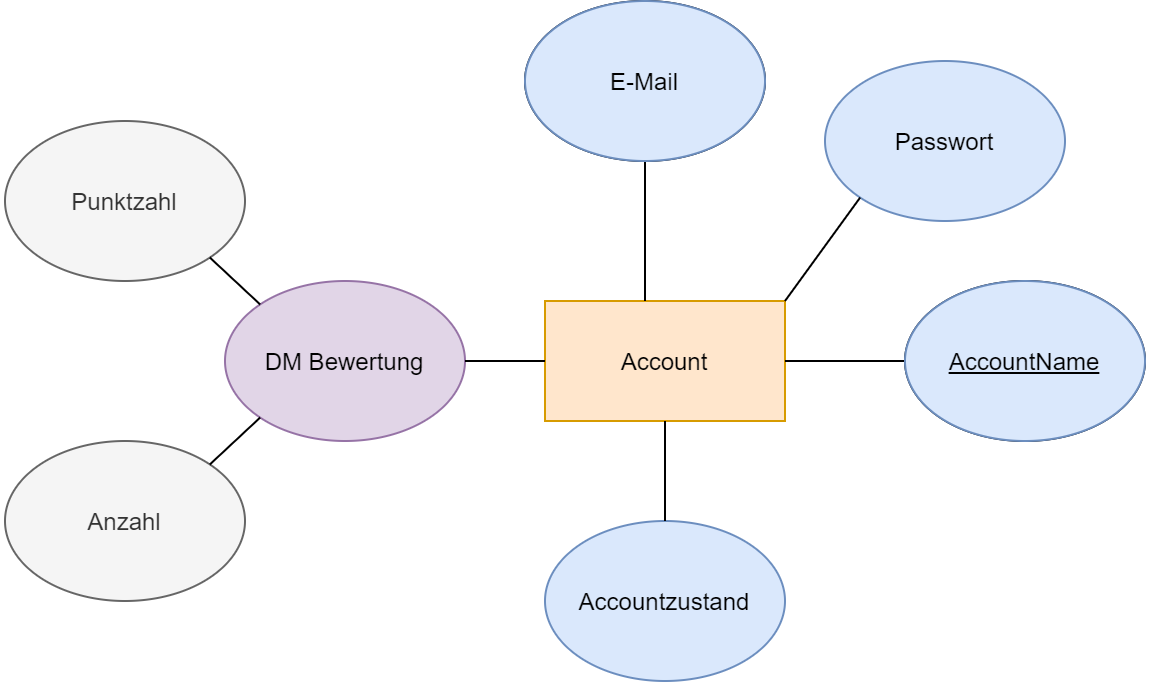 E-Mail
Passwort
Punktzahl
DM Bewertung
Account
AccountName
Anzahl
Accountzustand